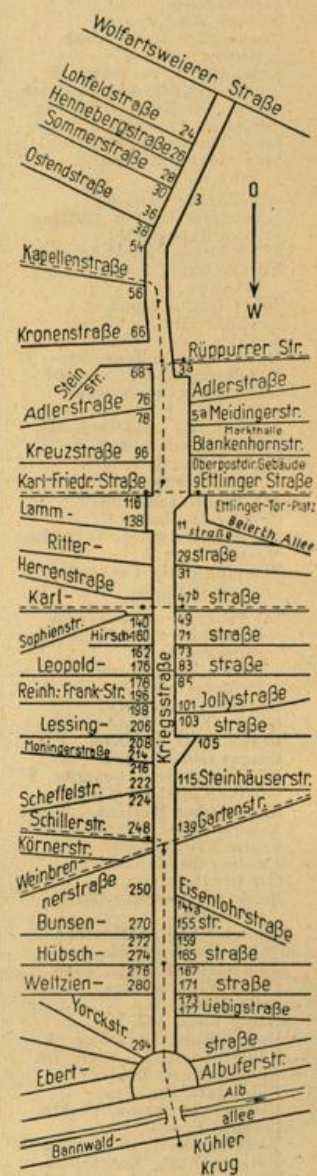 Wolfartsweierer Straße
Lohfeldstraße 24
Hennebergstraße 26
Sommerstraße 28
30
Ostendstraße 36
38
3
54
O
W
Kapellenstraße
56
Kronenstraße 66
Rüppurrer Str.
3a
Stein str.
68
Adlerstraße
Adlerstraße 76
78
5a Meidingerstr.
Markthalle
Kreuzstraße 96
Blankenhornstr.
Oberpostdir. Gebäude
Karl-Friedr.-Straße
9 Ettlinger Straße
116
Ettlinger-Tor-Platz
Lamm- 138
11 straße
Beierth Allee
Ritter-
29 straße
Herrenstraße
31
Karl-
47b straße
Sophienstr. 140
49
Hirsch- 160
71 straße
162
73
Leopold- 176
83 straße
178
85
Reinh.-Frank-Str. 196
101 Jollystraße
198
Lessing- 206
103 straße
Kriegsstraße
208
105
Moningerstraße 214
216
Scheffelstr. 222
115 Steinhäuserstr.
224
Schillerstr. 248
139 Gartenstr.
Körnerstr.
Weinbren-
nerstraße 250
Eisenlohrstraße
144a
Bunsen- 270
155 str.
272
159
Hübsch- 274
165 straße
276
167
Weltzien- 280
171 straße
173
177 Liebigstraße
Yorckstr. 294
straße
Ebert-
Albuferstr.
Alb
Bannwald- allee
Kühler
Krug